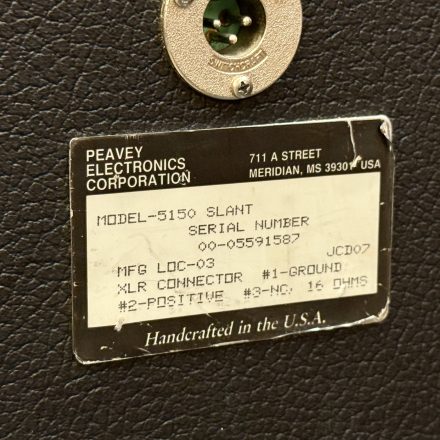 SWITCHCRAFT
PEAVEY
ELECTRONICS
CORPORATION
711 A STREET
MERIDIAN, MS 39301 USA
MODEL-5150 SLANT
SERIAL NUMBER
00-05591587
MFG LOC-03 JCD07
XLR CONNECTOR #1-GROUND
#2-POSITIVE #3-NC, 16 OHMS
Handcrafted in the U.S.A.